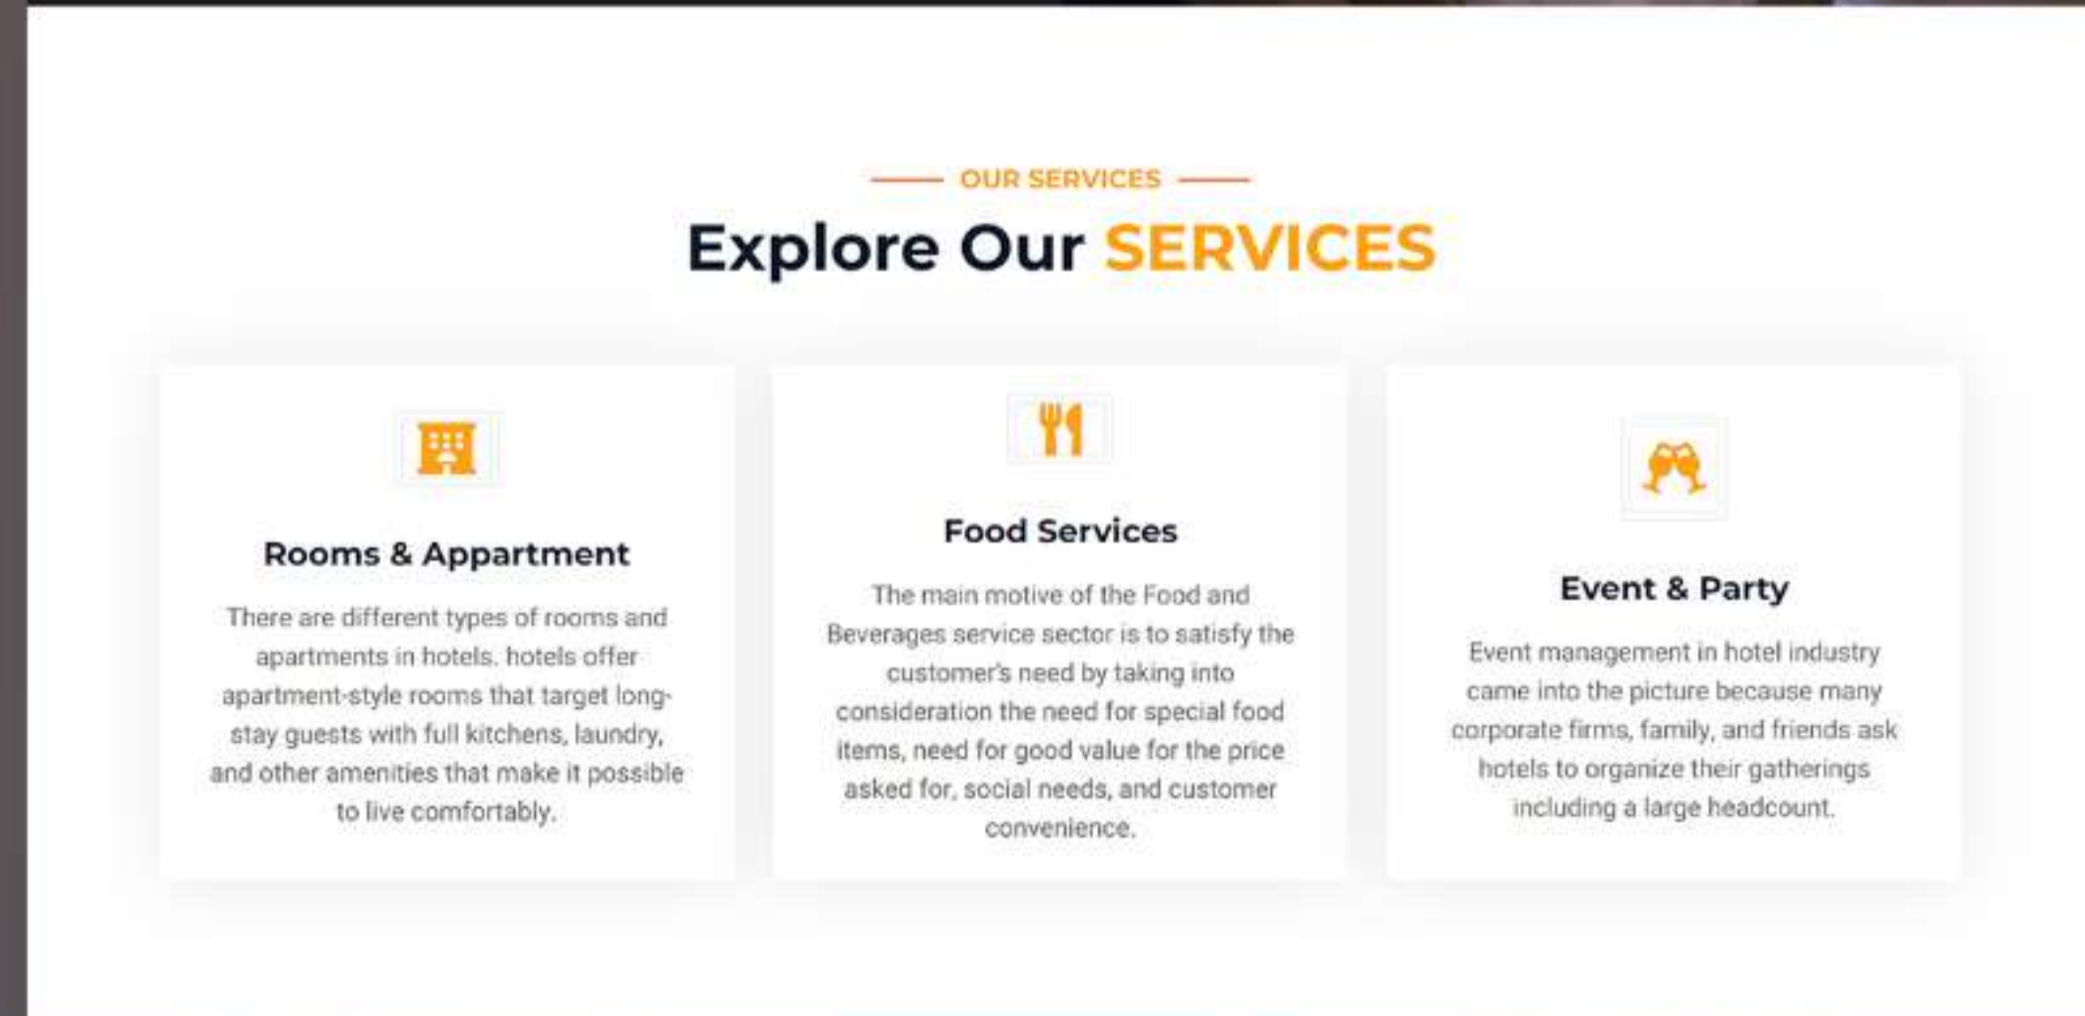 OUR SERVICES
Explore Our SERVICES
Rooms & Appartment
There are different types of rooms and
apartments in hotels. hotels offer
apartment-style rooms that target long-
stay guests with full kitchens, laundry,
and other amenities that make it possible
to live comfortably.
Food Services
The main motive of the Food and
Beverages service sector is to satisfy the
customer's need by taking into
consideration the need for special food
items, need for good value for the price
asked for, social needs, and customer
convenience.
Event & Party
Event management in hotel industry
came into the picture because many
corporate firms, family, and friends ask
hotels to organize their gatherings
including a large headcount.